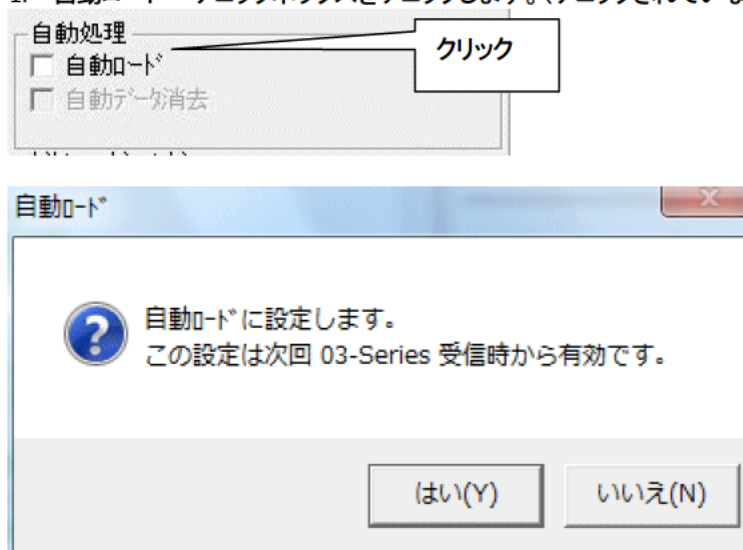 自動処理
自動ﾛｰﾄﾞ
クリック
自動ﾃﾞｰﾀ消去
自動ﾛｰﾄﾞ
自動ﾛｰﾄﾞに設定します。
この設定は次回 03-Series 受信時から有効です。
はい(Y)
いいえ(N)